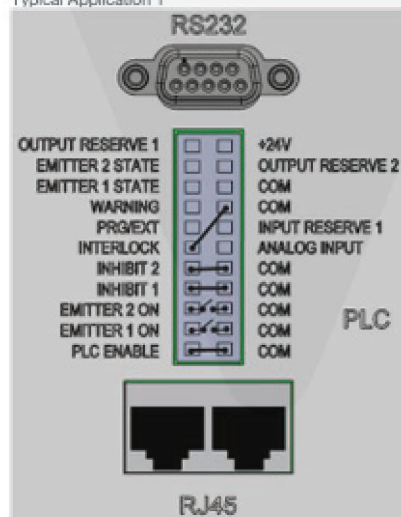 Typical Application 1
RS232
OUTPUT RESERVE 1 +24V
EMITTER 2 STATE OUTPUT RESERVE 2
EMITTER 1 STATE COM
WARNING COM
PRG/EXT INPUT RESERVE 1
INTERLOCK ANALOG INPUT
INHIBIT 2 COM
INHIBIT 1 COM
EMITTER 2 ON COM
EMITTER 1 ON COM
PLC ENABLE COM
PLC
RJ45